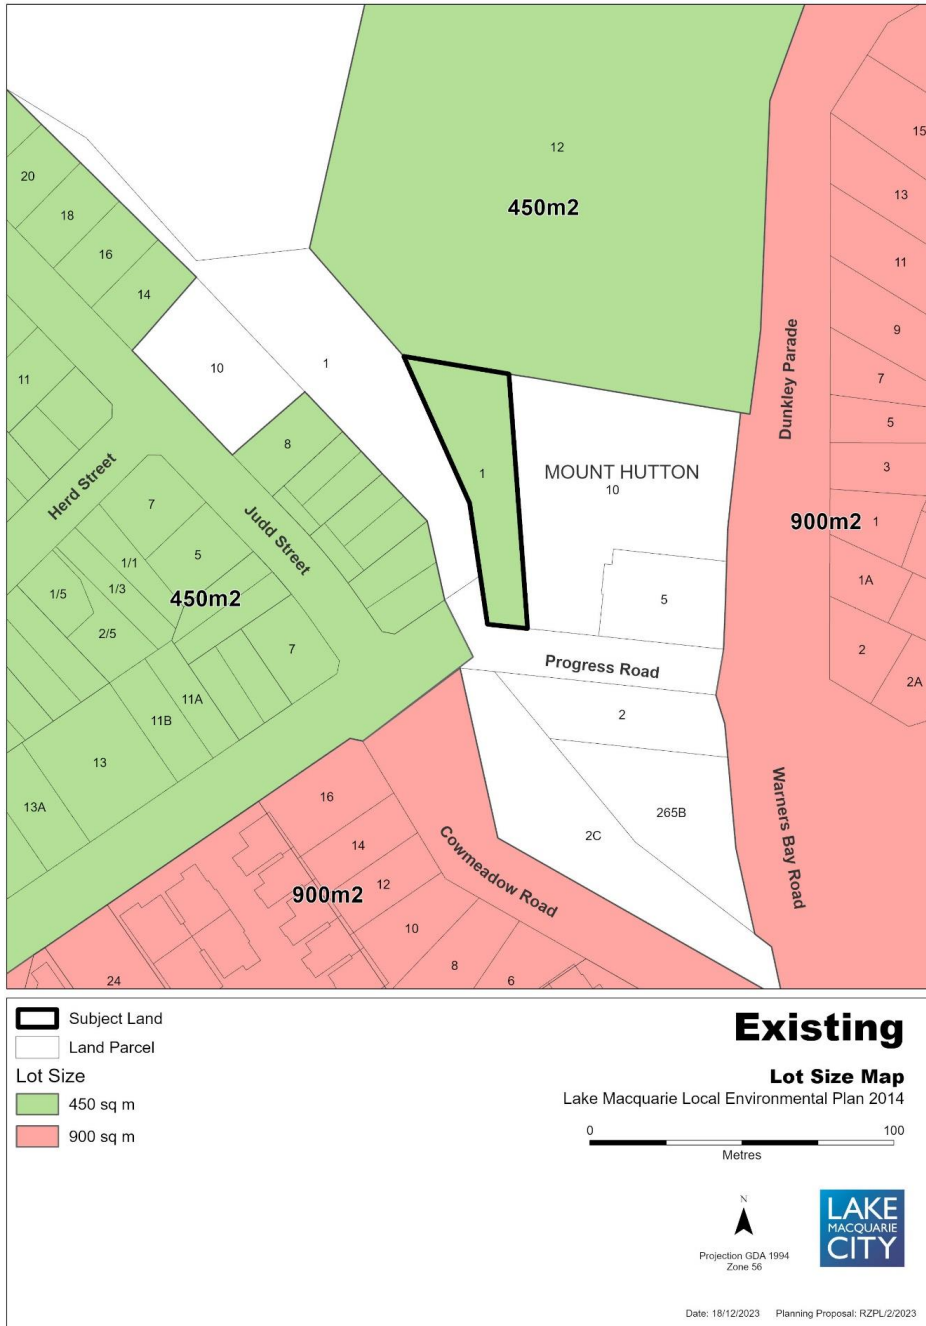 12
450m2
15
20
13
18
16
11
14
9
10
1
7
11
5
8
3
1
MOUNT HUTTON
10
Dunkley Parade
Herd Street
7
Judd Street
900m2
1
5
1/1
1A
1/5
1/3
450m2
5
2/5
2
7
Progress Road
2A
11A
11B
2
13
16
265B
13A
2C
14
Cowmeadow Road
Warners Bay Road
12
900m2
10
8
24
6
Subject Land
Land Parcel
Lot Size
450 sq m
900 sq m
Existing
Lot Size Map
Lake Macquarie Local Environmental Plan 2014
0 100
Metres
N
Projection GDA 1994
Zone 56
LAKE
MACQUARIE
CITY
Date: 18/12/2023 Planning Proposal: RZPL/2/2023